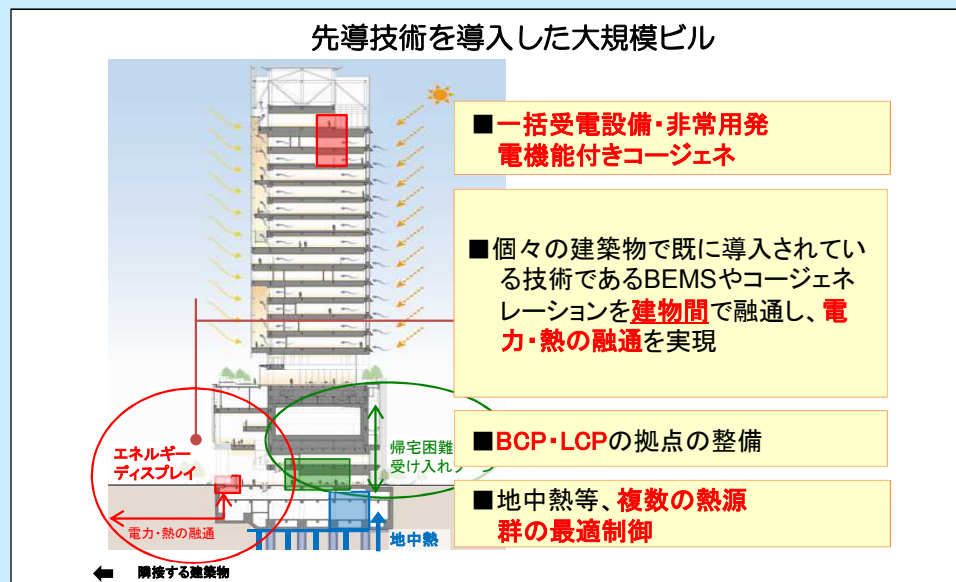 先導技術を導入した大規模ビル
■一括受電設備・非常用発
電機能付きコージェネ
■個々の建築物で既に導入されてい
る技術であるBEMSやコージェネ
レーションを建物間で融通し、電
力・熱の融通を実現
■BCP・LCPの拠点の整備
■地中熱等、複数の熱源
群の最適制御
エネルギー
ディスプレイ
帰宅困難
受け入れ
電力・熱の融通
地中熱
隣接する建築物